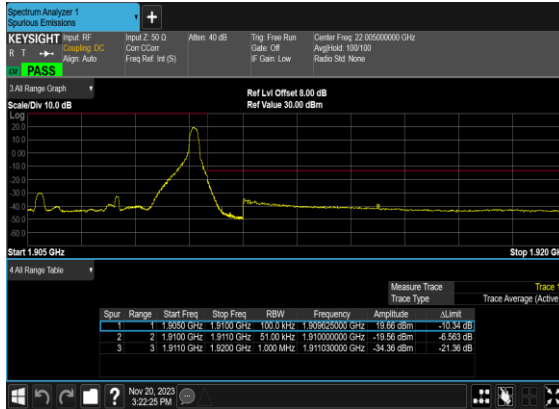 Spectrum Analyzer 1
Spurious Emissions
+
KEYSIGHT Input: RF Input Z: 50 Ω Atten: 40 dB Trig: Free Run Center Freq: 22.005000000 GHz
R T Coupling: DC Corr CCorr Gate: Off Avg|Hold: 100/100
Align: Auto Freq Ref: Int (S) IF Gain: Low Radio Std: None
PASS
3 All Range Graph
Ref Lvl Offset 8.00 dB
Scale/Div 10.0 dB Ref Value 30.00 dBm
Log
20.0
10.0
0.00
-10.0
-20.0
-30.0
-40.0
-50.0
-60.0
Start 1.905 GHz Stop 1.920 GH
4 All Range Table
Measure Trace Trace 1
Trace Type Trace Average (Active
Spur Range Start Freq Stop Freq RBW Frequency Amplitude ΔLimit
1 1 1.9050 GHz 1.9100 GHz 100.0 kHz 1.909625000 GHz 19.66 dBm -10.34 dB
2 2 1.9100 GHz 1.9110 GHz 51.00 kHz 1.910000000 GHz -19.56 dBm -6.563 dB
3 3 1.9110 GHz 1.9200 GHz 1.000 MHz 1.911030000 GHz -34.36 dBm -21.36 dB
? Nov 20, 2023
3:22:25 PM